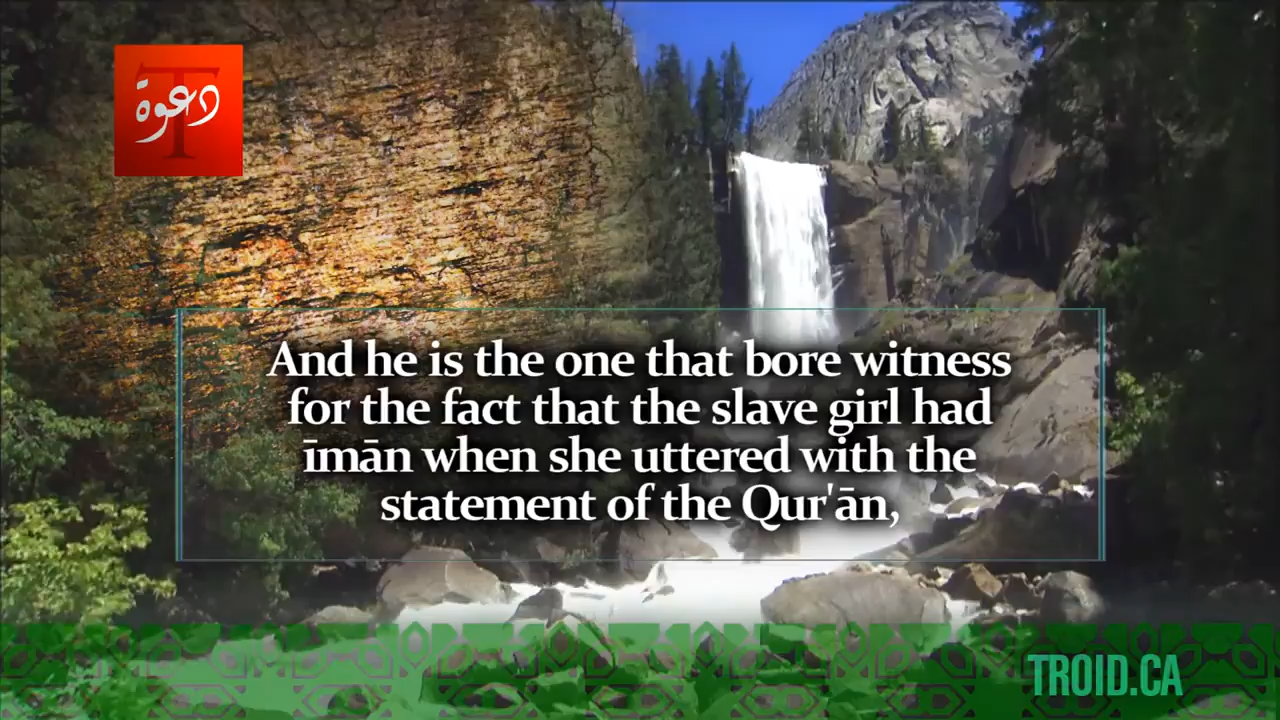 دعوة
T
And he is the one that bore witness
for the fact that the slave girl had
īmān when she uttered with the
statement of the Qur'ān,
TROID.CA